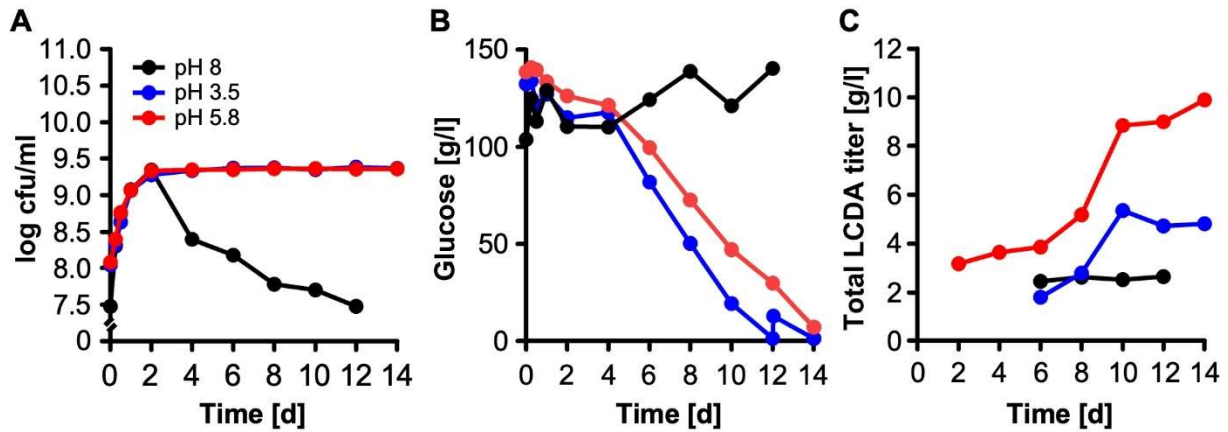 A
log cfu/ml
11.0
10.5
10.0
9.5
9.0
8.5
8.0
7.5
0
pH 8
pH 3.5
pH 5.8
0 2 4 6 8 10 12 14
Time [d]
B
Glucose [g/l]
150
100
50
0
0 2 4 6 8 10 12 14
Time [d]
C
Total LCDA titer [g/l]
12
10
8
6
4
2
0
0 2 4 6 8 10 12 14
Time [d]